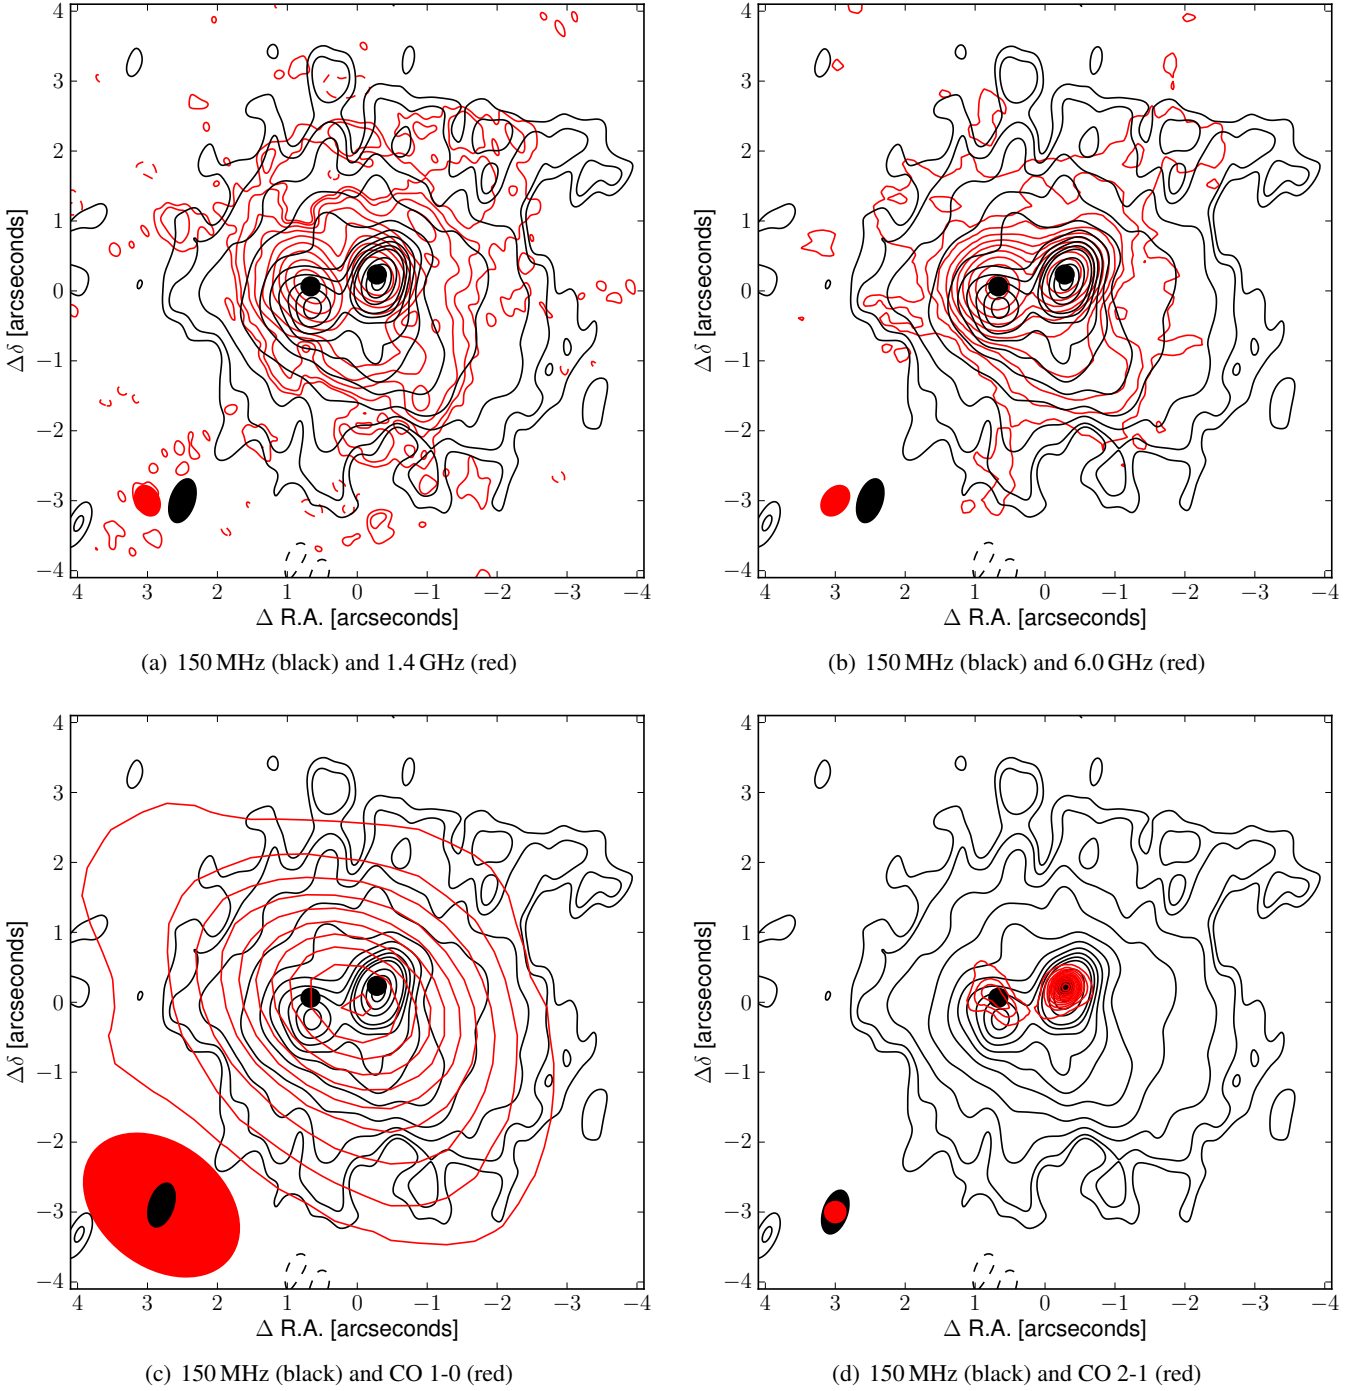 4
3
2
1
0
−1
−2
−3
−4
Δδ [arcseconds]
4 3 2 1 0 −1 −2 −3 −4
Δ R.A. [arcseconds]
(a) 150 MHz (black) and 1.4 GHz (red)
4
3
2
1
0
−1
−2
−3
−4
Δδ [arcseconds]
4 3 2 1 0 −1 −2 −3 −4
Δ R.A. [arcseconds]
(b) 150 MHz (black) and 6.0 GHz (red)
4
3
2
1
0
−1
−2
−3
−4
Δδ [arcseconds]
4 3 2 1 0 −1 −2 −3 −4
Δ R.A. [arcseconds]
(c) 150 MHz (black) and CO 1-0 (red)
4
3
2
1
0
−1
−2
−3
−4
Δδ [arcseconds]
4 3 2 1 0 −1 −2 −3 −4
Δ R.A. [arcseconds]
(d) 150 MHz (black) and CO 2-1 (red)